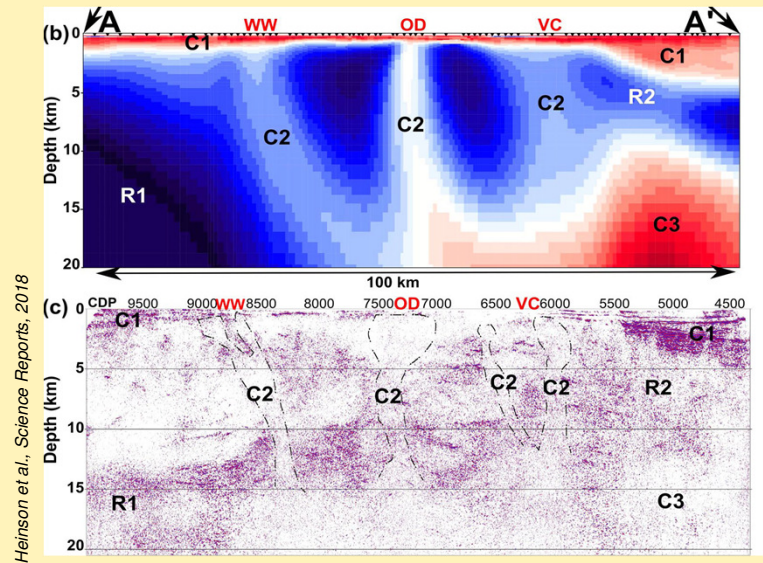 A WW OD VC A'
(b)
0
5
10
15
20
Depth (km)
C1
C1
C2
C2
C2
R2
R1
C3
100 km
(c)
CDP 9500 9000 WW 8500 8000 7500 OD 7000 6500 VC 6000 5500 5000 4500
0
5
10
15
20
Depth (km)
C1
C1
C2
C2
C2
C2
R2
R1
C3
Heinson et al., Science Reports, 2018